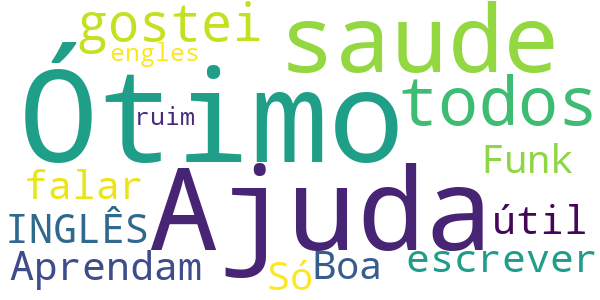 gostei
saude
engles
Ótimo
todos
ruim
Funk
falar
Ajuda
útil
INGLÊS
Aprendam
Só
Boa
escrever